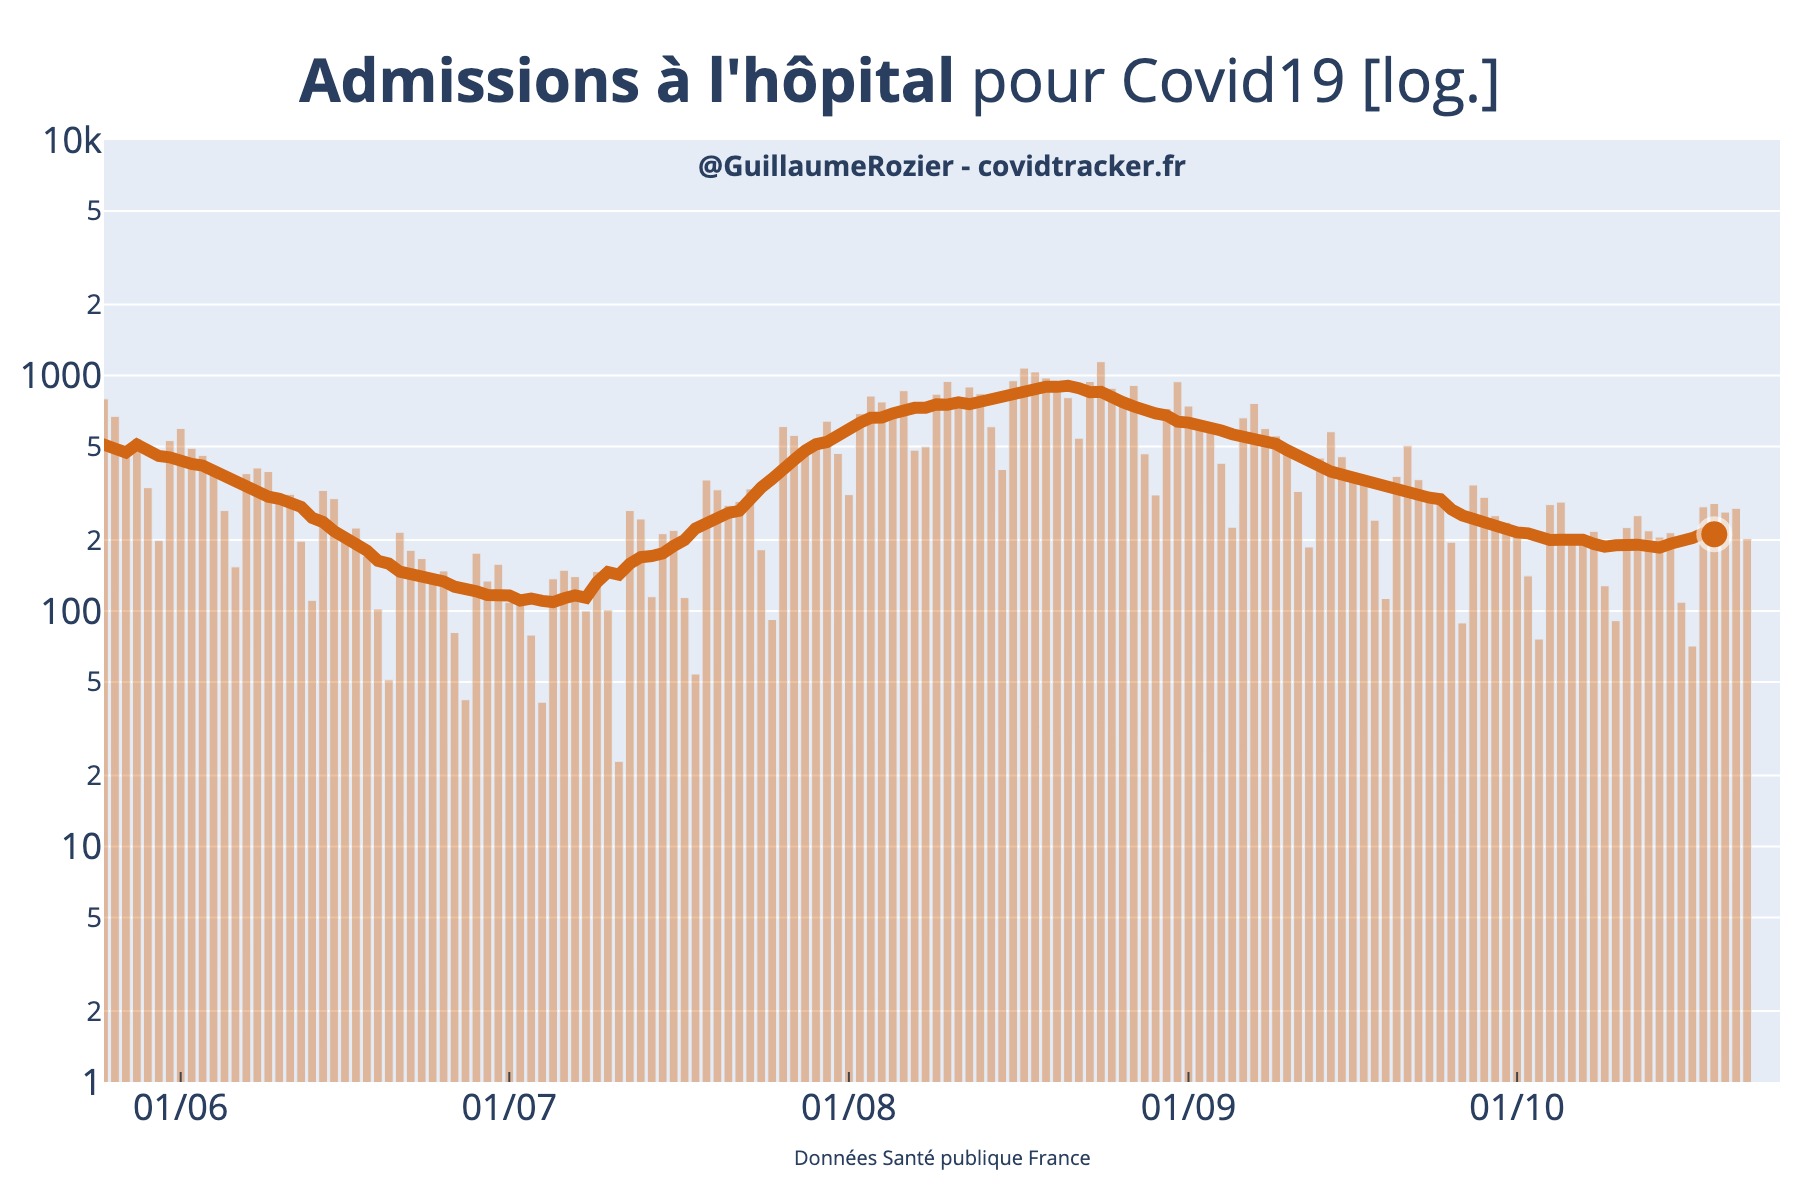 Admissions à l'hôpital pour Covid19 [log.]
@GuillaumeRozier - covidtracker.fr
10k
5
2
1000
5
2
100
5
2
10
5
2
1
01/06 01/07 01/08 01/09 01/10
Données Santé publique France